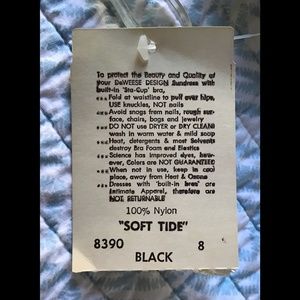 To protect the Beauty and Quality of
your DeWEESE DESIGN Sundress with
built-in 'Sta-Cup' bra,
***Fold at waistline to pull over hips,
USE knuckles, NOT nails
***Avoid snags from nails, rough sur-
face, chairs, bags and jewelry
***DO NOT USE DRYER or DRY CLEAN
wash in warm water & mild soap
***Heat, detergents & most Solvents
destroy Bra Foam and Elastics
***Science has improved dyes, how-
ever, Colors are NOT GUARANTEED
***When not in use, keep in cool
place, away from Heat & Ozone
***Dresses with 'built-in bras' are
Intimate Apparel, therefore are
NOT RETURNABLE
100% Nylon
"SOFT TIDE"
8390 8
BLACK